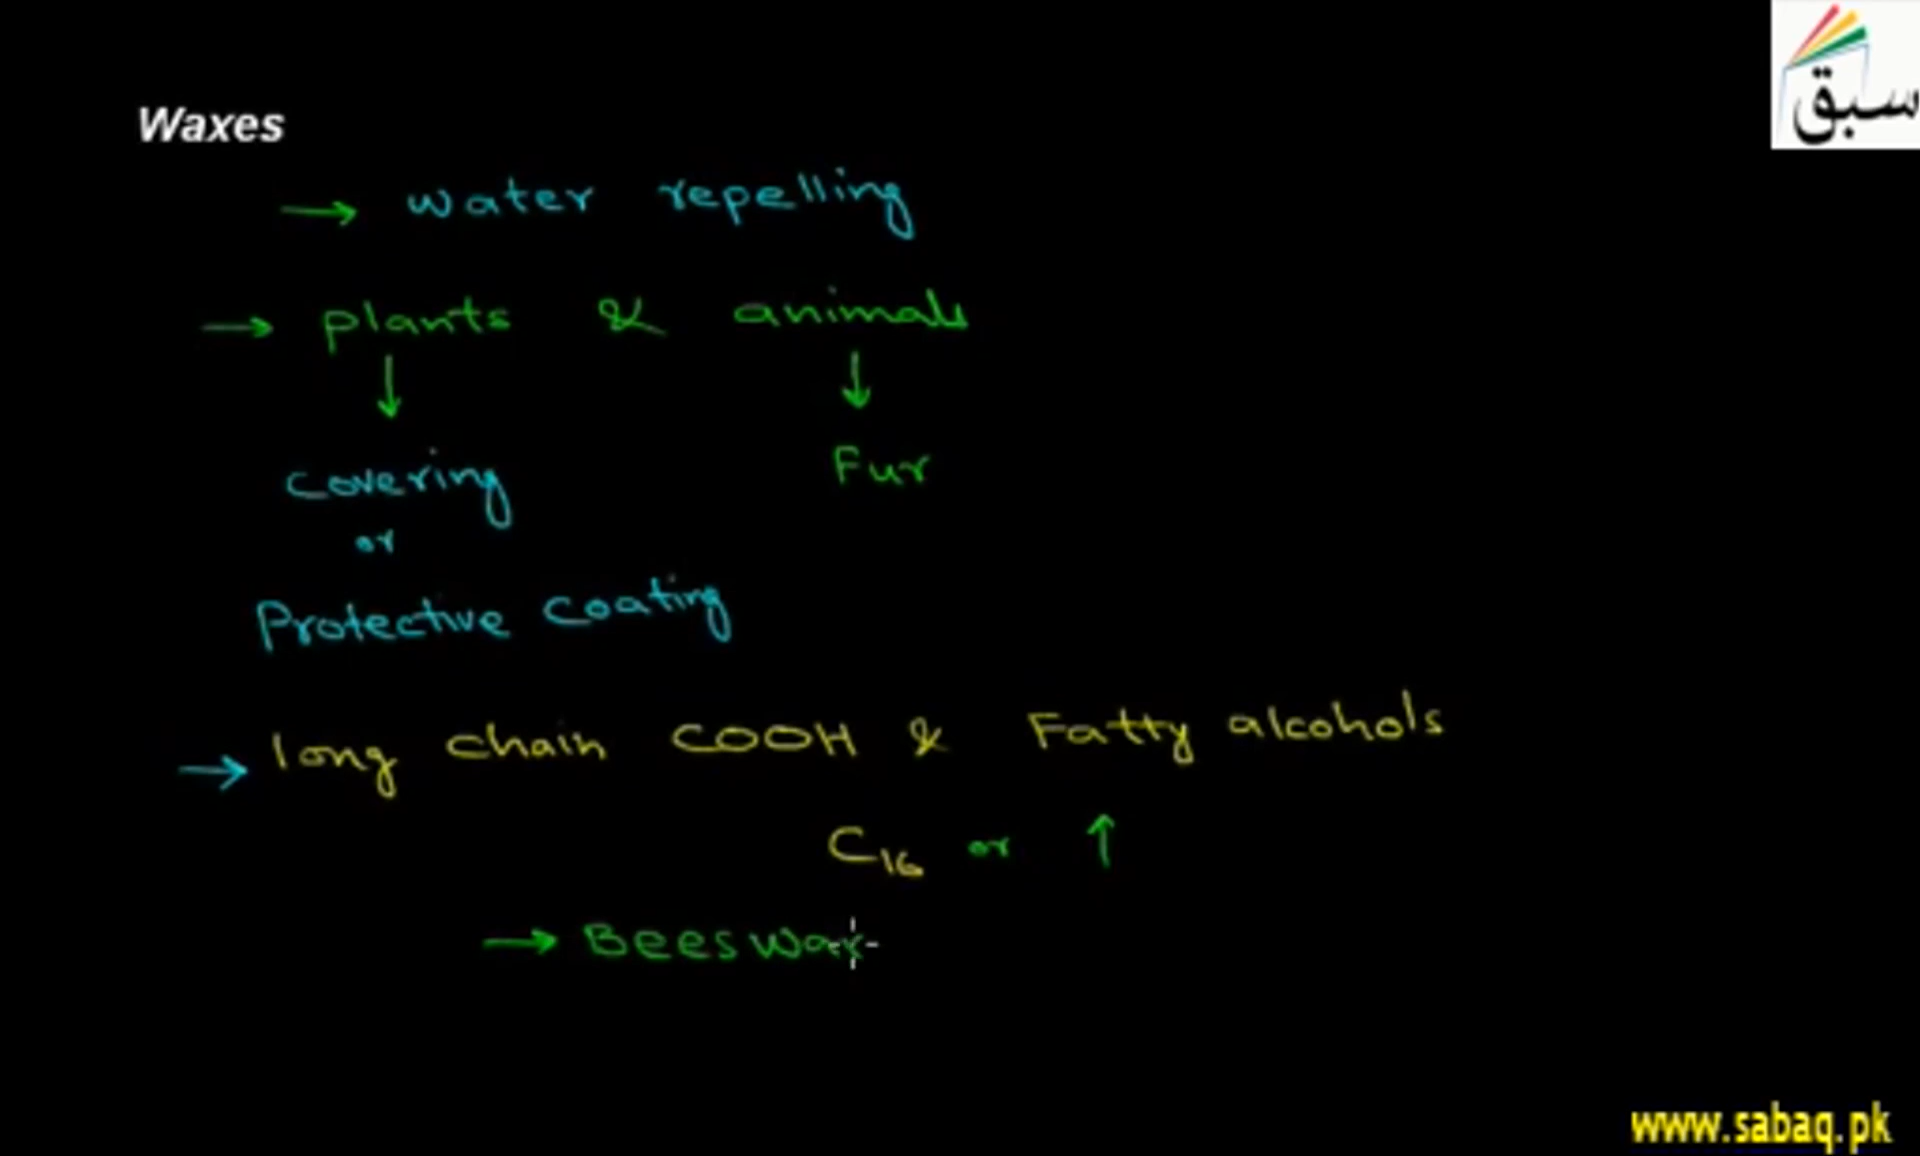 سبق
Waxes
→ water repelling
→ plants & animals
↓ ↓
Covering Fur
or
Protective Coating
→ long chain COOH & Fatty alcohols
C₁₆ or ↑
→ Beeswax
www.sabaq.pk